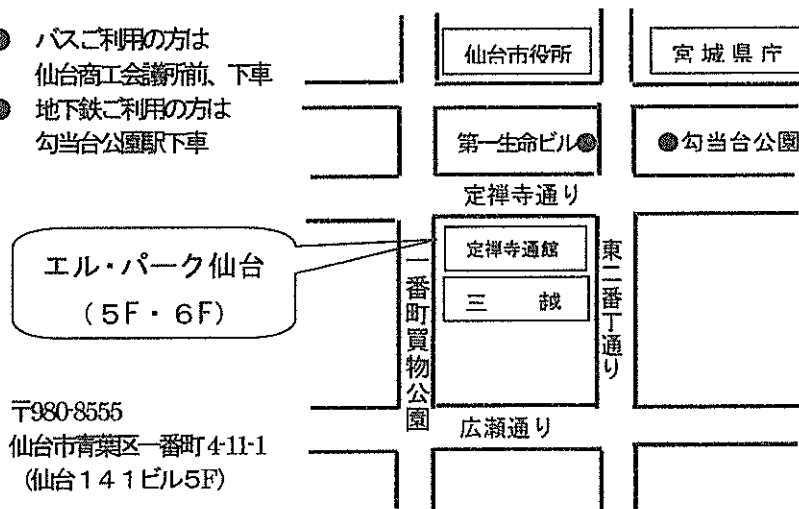 ● バスご利用の方は
仙台商工会議所前、下車
● 地下鉄ご利用の方は
勾当台公園駅下車
仙台市役所
宮城県庁
第一生命ビル●
●勾当台公園
定禅寺通り
エル・パーク仙台
(5F・6F)
定禅寺通館
三 越
一番町買物公園
東二番丁通り
広瀬通り
〒980-8555
仙台市青葉区一番町4-11-1
(仙台141ビル5F)